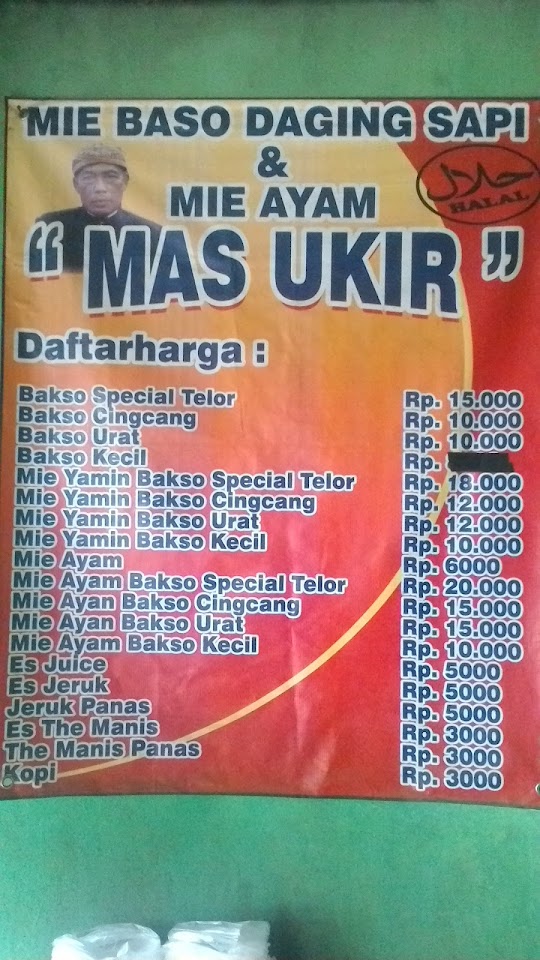 MIE BASO DAGING SAPI
&
MIE AYAM
حلال
HALAL
" MAS UKIR "
Daftarharga :
Bakso Special Telor Rp. 15.000
Bakso Cingcang Rp. 10.000
Bakso Urat Rp. 10.000
Bakso Kecil Rp.
Mie Yamin Bakso Special Telor Rp. 18.000
Mie Yamin Bakso Cingcang Rp. 12.000
Mie Yamin Bakso Urat Rp. 12.000
Mie Yamin Bakso Kecil Rp. 10.000
Mie Ayam Rp. 6000
Mie Ayam Bakso Special Telor Rp. 20.000
Mie Ayan Bakso Cingcang Rp. 15.000
Mie Ayan Bakso Urat Rp. 15.000
Mie Ayam Bakso Kecil Rp. 10.000
Es Juice Rp. 5000
Es Jeruk Rp. 5000
Jeruk Panas Rp. 5000
Es The Manis Rp. 3000
The Manis Panas Rp. 3000
Kopi Rp. 3000